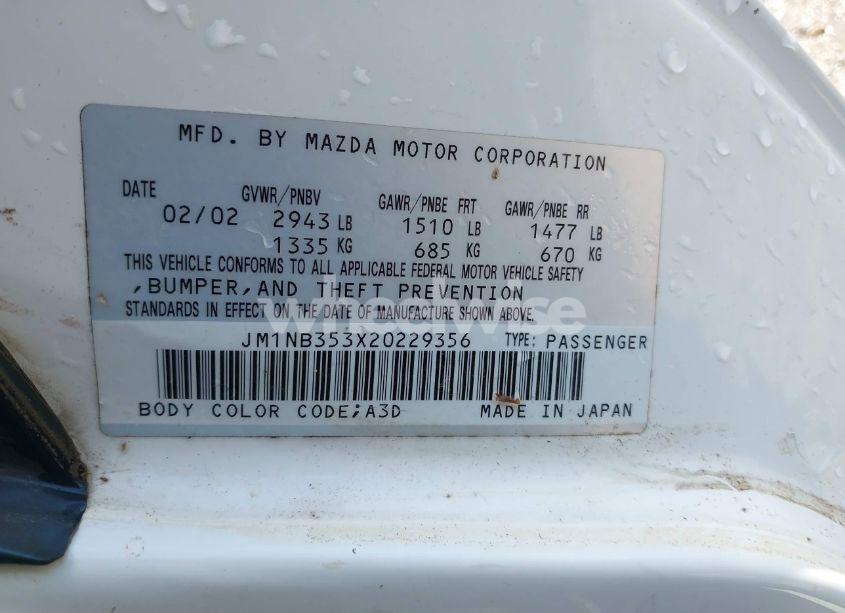 MFD. BY MAZDA MOTOR CORPORATION
DATE GVWR/PNBV GAWR/PNBE FRT GAWR/PNBE RR
02/02 2943 LB 1510 LB 1477 LB
1335 KG 685 KG 670 KG
THIS VEHICLE CONFORMS TO ALL APPLICABLE FEDERAL MOTOR VEHICLE SAFETY
,BUMPER,AND THEFT PREVENTION
STANDARDS IN EFFECT ON THE DATE OF MANUFACTURE SHOWN ABOVE.
wheelwise
JM1NB353X20229356 TYPE: PASSENGER
BODY COLOR CODE;A3D MADE IN JAPAN